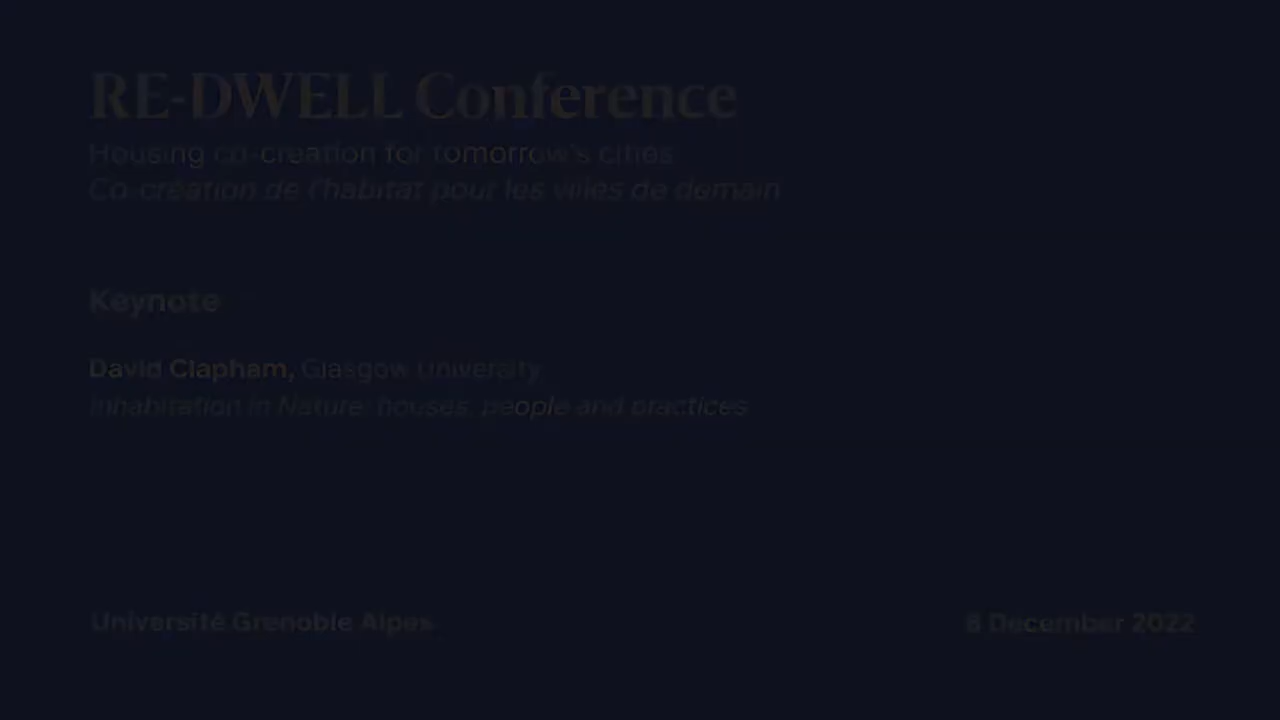 RE-DWELL Conference
Housing co-creation for tomorrow's cities
Co-création de l'habitat pour les villes de demain
Keynote
David Clapham, Glasgow University
Inhabitation in Nature: houses, people and practices
Université Grenoble Alpes
8 December 2022